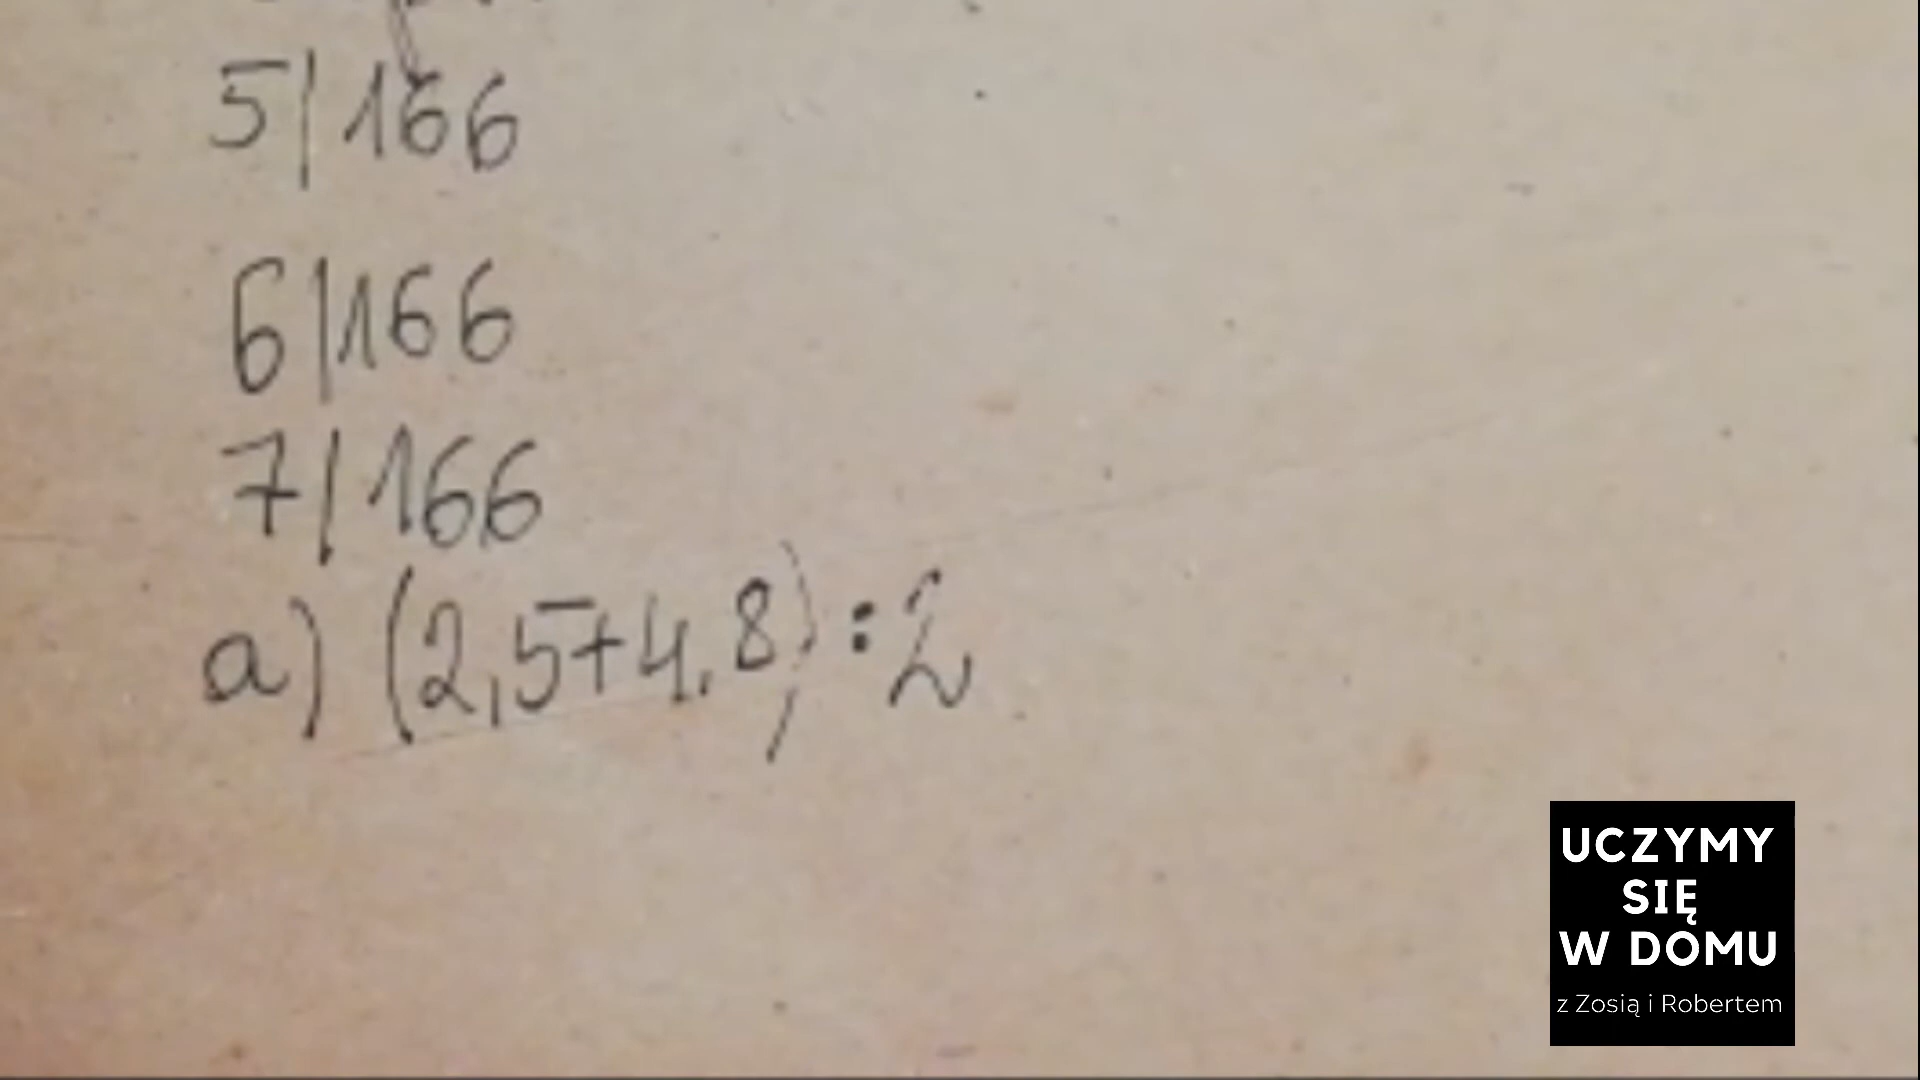 5/166
6/166
7/166
a) (2,5+4,8) : 2
UCZYMY
SIĘ
W DOMU
z Zosią i Robertem